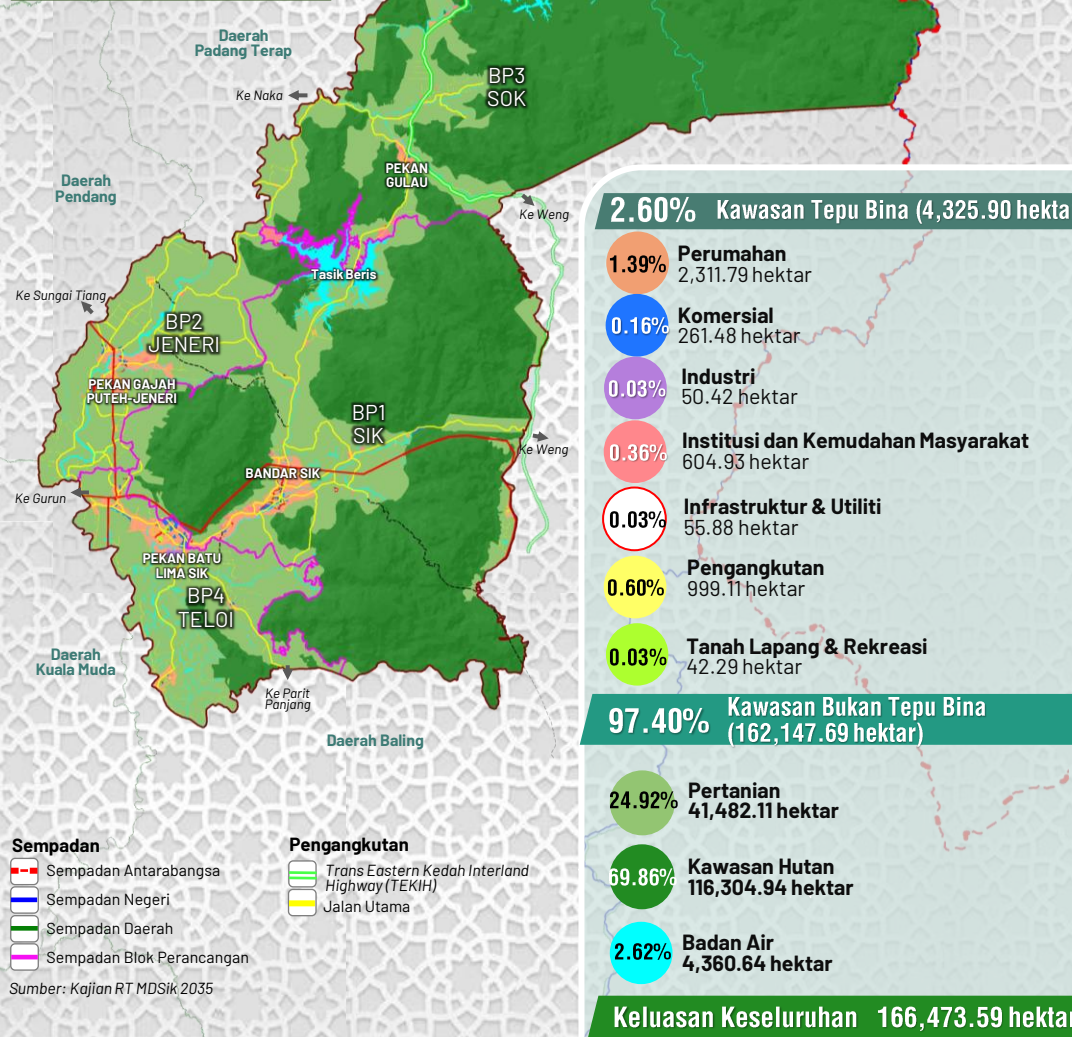 Daerah
Padang Terap
BP3
SOK
Ke Naka
PEKAN
GULAU
Daerah
Pendang
Ke Weng
Tasik Beris
Ke Sungai Tiang
BP2
JENERI
PEKAN GAJAH
PUTEH-JENERI
BP1
SIK
Ke Weng
BANDAR SIK
Ke Gurun
PEKAN BATU
LIMA SIK
BP4
TELOI
Daerah
Kuala Muda
Ke Parit
Panjang
Daerah Baling
Sempadan
Sempadan Antarabangsa
Sempadan Negeri
Sempadan Daerah
Sempadan Blok Perancangan
Sumber: Kajian RT MDSik 2035
Pengangkutan
Trans Eastern Kedah Interland
Highway (TEKIH)
Jalan Utama
2.60% Kawasan Tepu Bina (4,325.90 hekta
1.39% Perumahan
2,311.79 hektar
0.16% Komersial
261.48 hektar
0.03% Industri
50.42 hektar
0.36% Institusi dan Kemudahan Masyarakat
604.93 hektar
0.03% Infrastruktur & Utiliti
55.88 hektar
0.60% Pengangkutan
999.11 hektar
0.03% Tanah Lapang & Rekreasi
42.29 hektar
97.40% Kawasan Bukan Tepu Bina
(162,147.69 hektar)
24.92% Pertanian
41,482.11 hektar
69.86% Kawasan Hutan
116,304.94 hektar
2.62% Badan Air
4,360.64 hektar
Keluasan Keseluruhan 166,473.59 hekta